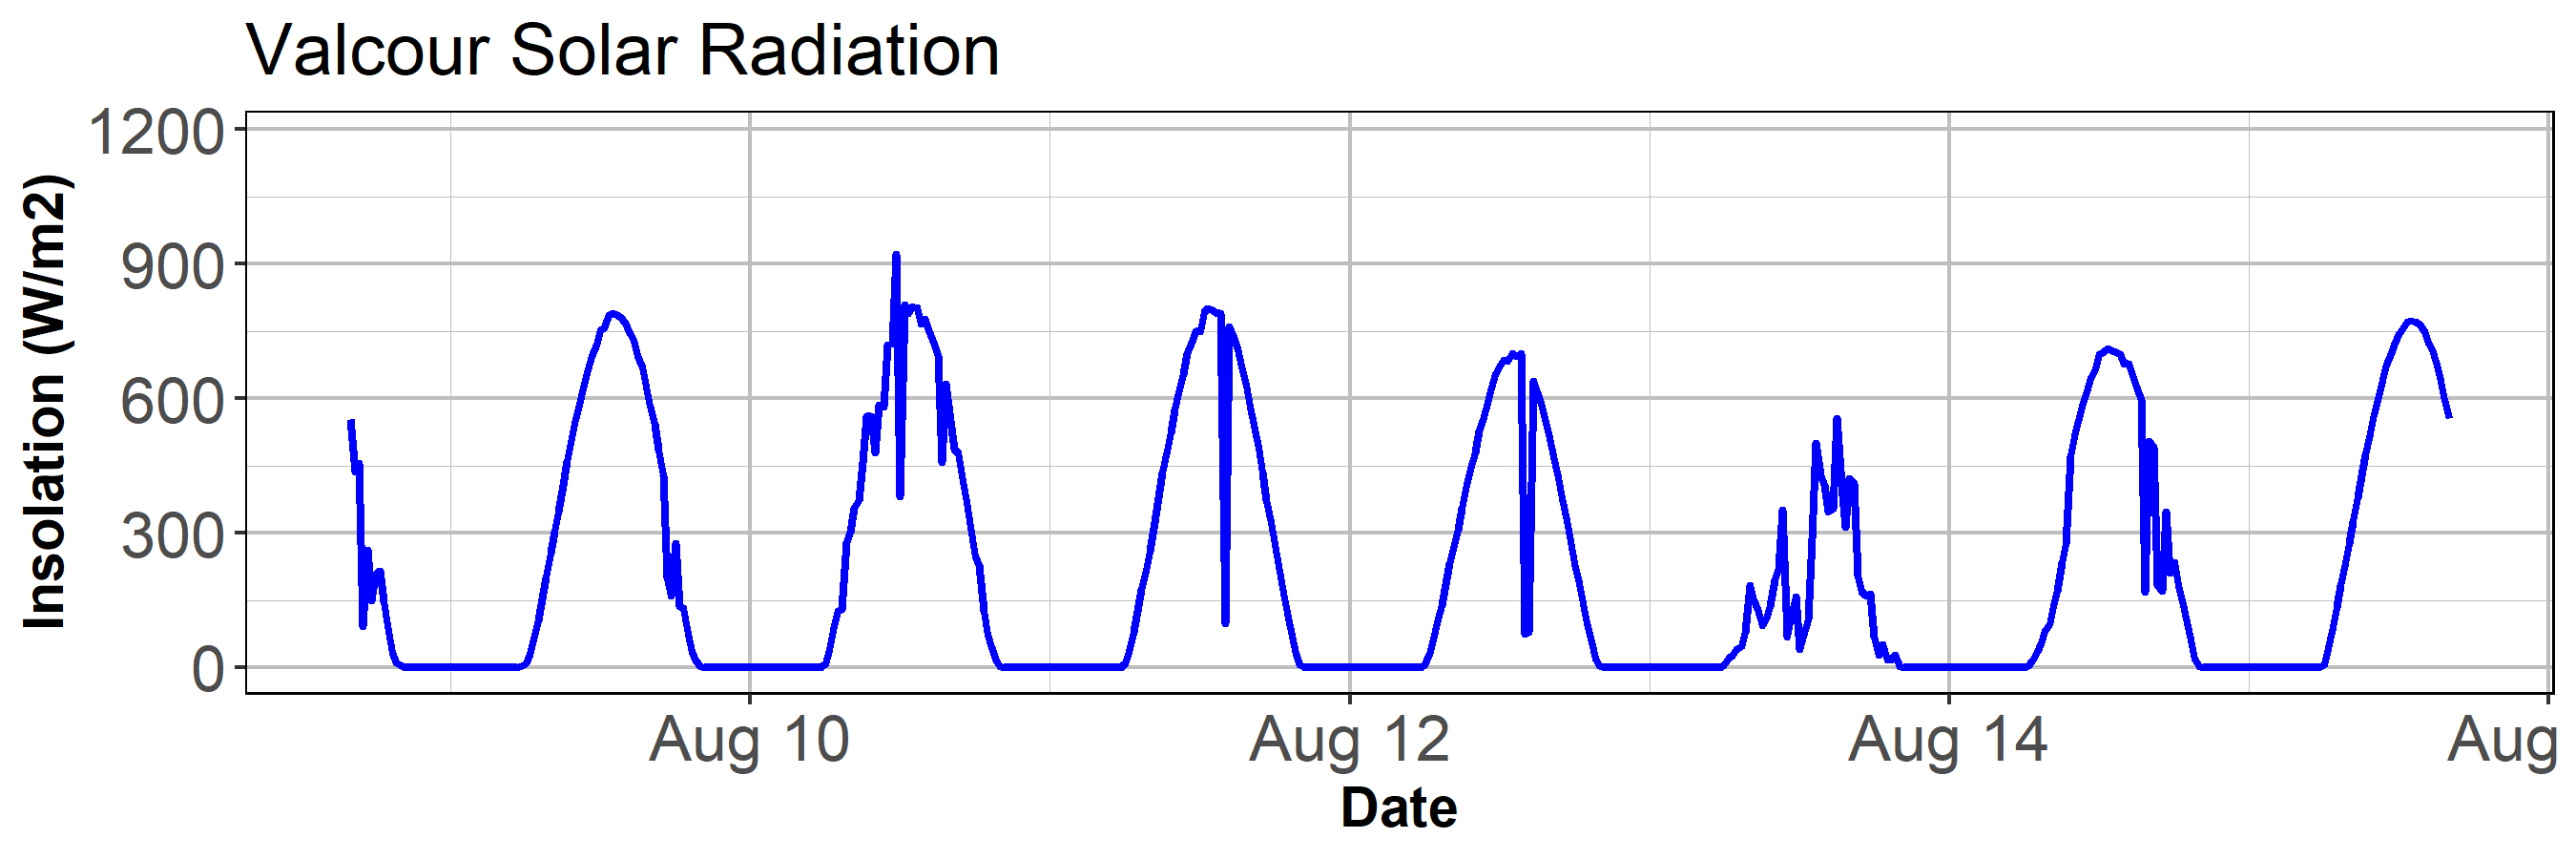 Valcour Solar Radiation
Insolation (W/m2)
1200
900
600
300
0
Aug 10
Aug 12
Aug 14
Aug
Date